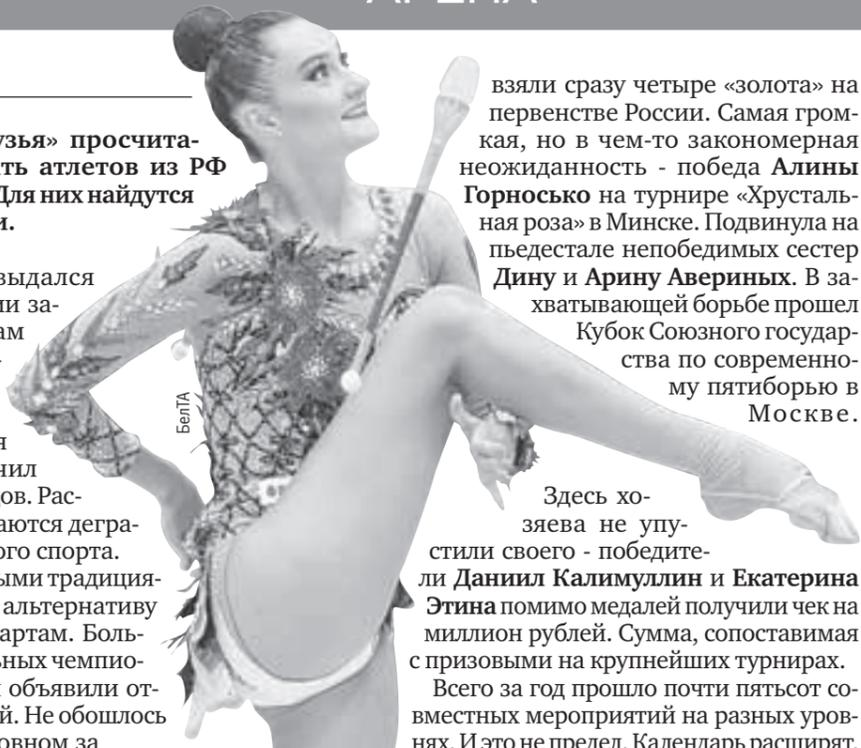 узья» просчита-
ть атлетов из РФ
Для них найдутся
и.
выдался
ии за-
ам
я
чил
ов. Рас-
аются дегра-
ого спорта.
ыми традиция-
альтернативу
артам. Боль-
ьных чемпио-
объявили от-
й. Не обошлось
овном за
БелТА
взяли сразу четыре «золота» на
первенстве России. Самая гром-
кая, но в чем-то закономерная
неожиданность - победа Алины
Горносько на турнире «Хрусталь-
ная роза» в Минске. Подвинула на
пьедестале непобедимых сестер
Дину и Арину Авериных. В за-
хватывающей борьбе прошел
Кубок Союзного государ-
ства по современно-
му пятиборью в
Москве.
Здесь хо-
зяева не упу-
стили своего - победите-
ли Даниил Калимуллин и Екатерина
Этина помимо медалей получили чек на
миллион рублей. Сумма, сопоставимая
с призовыми на крупнейших турнирах.
Всего за год прошло почти пятьсот со-
вместных мероприятий на разных уров-
нях. И это не предел. Календарь расширят.